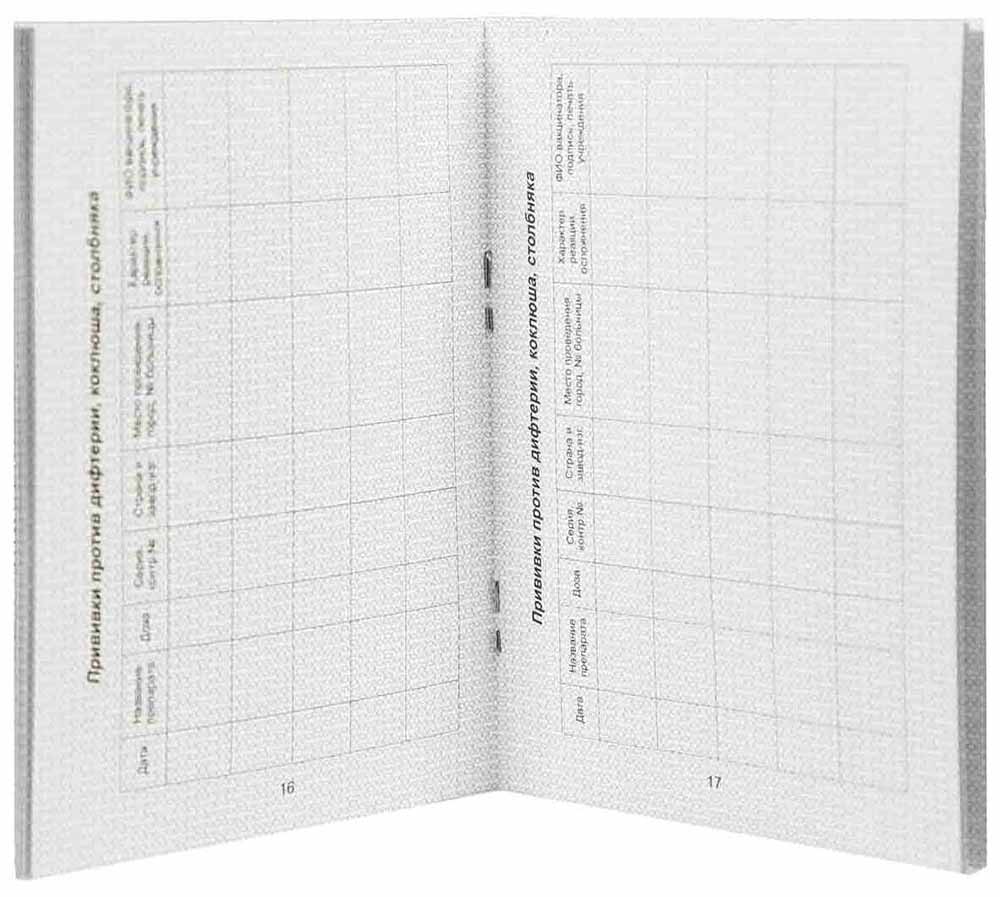 Прививки против дифтерии, коклюша, столбняка
Дата
Название
препарата
Доза
Серия,
контр.№
Страна и
завод-изг.
Место проведения
город, № больницы
Характер
реакции,
осложнения
ФИО вакцинатора,
подпись, печать
учреждения
16
Прививки против дифтерии, коклюша, столбняка
Дата
Название
препарата
Доза
Серия,
контр.№
Страна и
завод-изг.
Место проведения
город, № больницы
Характер
реакции,
осложнения
ФИО вакцинатора,
подпись, печать
учреждения
17